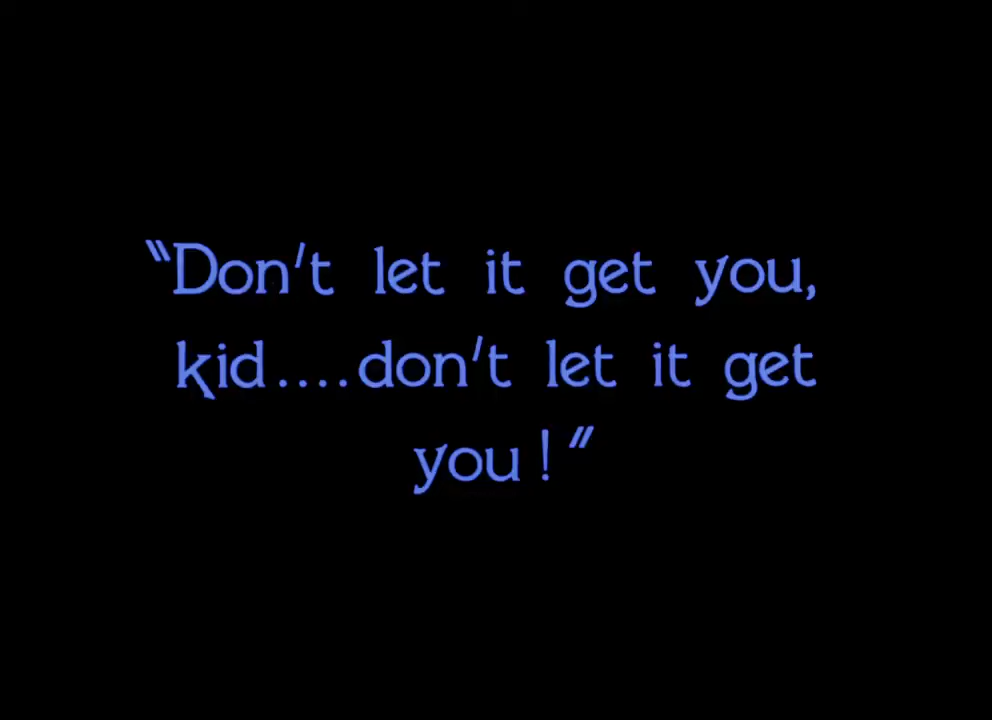 “Don't let it get you,
kid....don't let it get
you!”